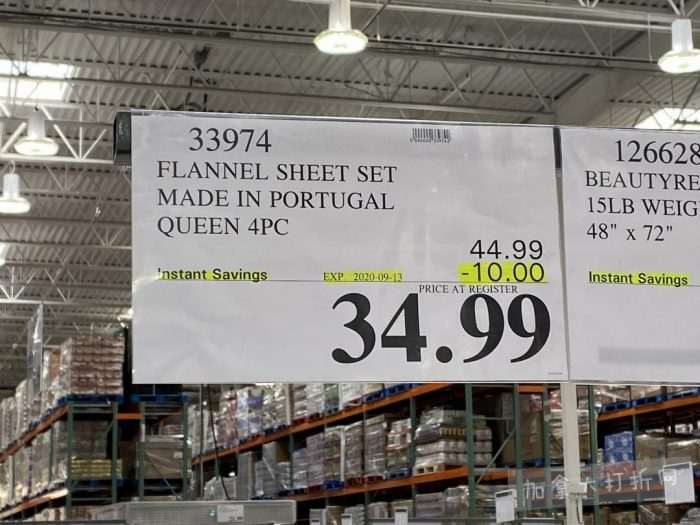 33974
FLANNEL SHEET SET
MADE IN PORTUGAL
QUEEN 4PC
44.99
Instant Savings EXP. 2020-09-13 -10.00
PRICE AT REGISTER
34.99
126628
BEAUTYRE
15LB WEIG
48" x 72"
Instant Savings
加拿大打折网